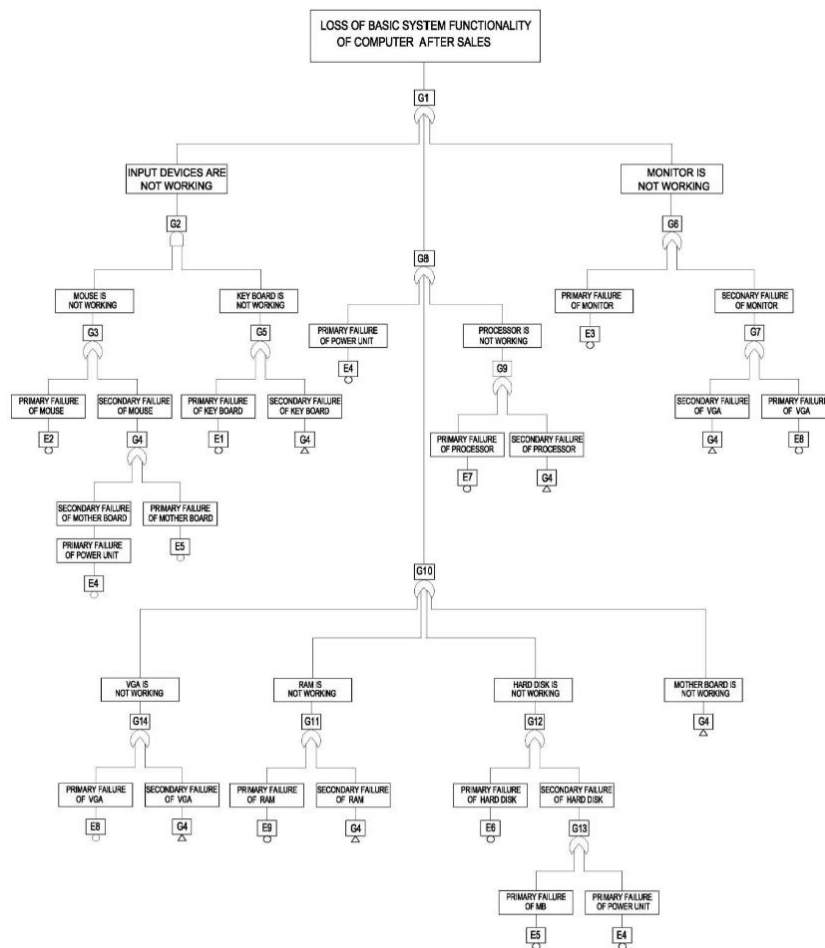 LOSS OF BASIC SYSTEM FUNCTIONALITY
OF COMPUTER AFTER SALES
G1
INPUT DEVICES ARE
NOT WORKING
MONITOR IS
NOT WORKING
G2
G6
G8
MOUSE IS
NOT WORKING
KEY BOARD IS
NOT WORKING
PRIMARY FAILURE
OF MONITOR
SECONARY FAILURE
OF MONITOR
G3
G5
PRIMARY FAILURE
OF POWER UNIT
PROCESSOR IS
NOT WORKING
E3
G7
E4
G9
PRIMARY FAILURE
OF MOUSE
SECONDARY FAILURE
OF MOUSE
PRIMARY FAILURE
OF KEY BOARD
SECONDARY FAILURE
OF KEY BOARD
SECONDARY FAILURE
OF VGA
PRIMARY FAILURE
OF VGA
E2
G4
E1
G4
PRIMARY FAILURE
OF PROCESSOR
SECONDARY FAILURE
OF PROCESSOR
G4
E8
E7
G4
SECONDARY FAILURE
OF MOTHER BOARD
PRIMARY FAILURE
OF MOTHER BOARD
PRIMARY FAILURE
OF POWER UNIT
E5
E4
G10
VGA IS
NOT WORKING
RAM IS
NOT WORKING
HARD DISK IS
NOT WORKING
MOTHER BOARD IS
NOT WORKING
G14
G11
G12
G4
PRIMARY FAILURE
OF VGA
SECONDARY FAILURE
OF VGA
PRIMARY FAILURE
OF RAM
SECONDARY FAILURE
OF RAM
PRIMARY FAILURE
OF HARD DISK
SECONDARY FAILURE
OF HARD DISK
E8
G4
E9
G4
E6
G13
PRIMARY FAILURE
OF MB
PRIMARY FAILURE
OF POWER UNIT
E5
E4